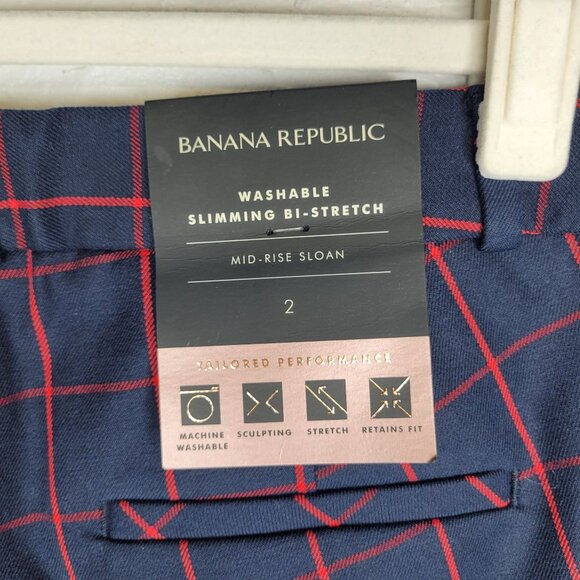 BANANA REPUBLIC
WASHABLE
SLIMMING BI-STRETCH
MID-RISE SLOAN
2
TAILORED PERFORMANCE
MACHINE WASHABLE
SCULPTING
STRETCH
RETAINS FIT